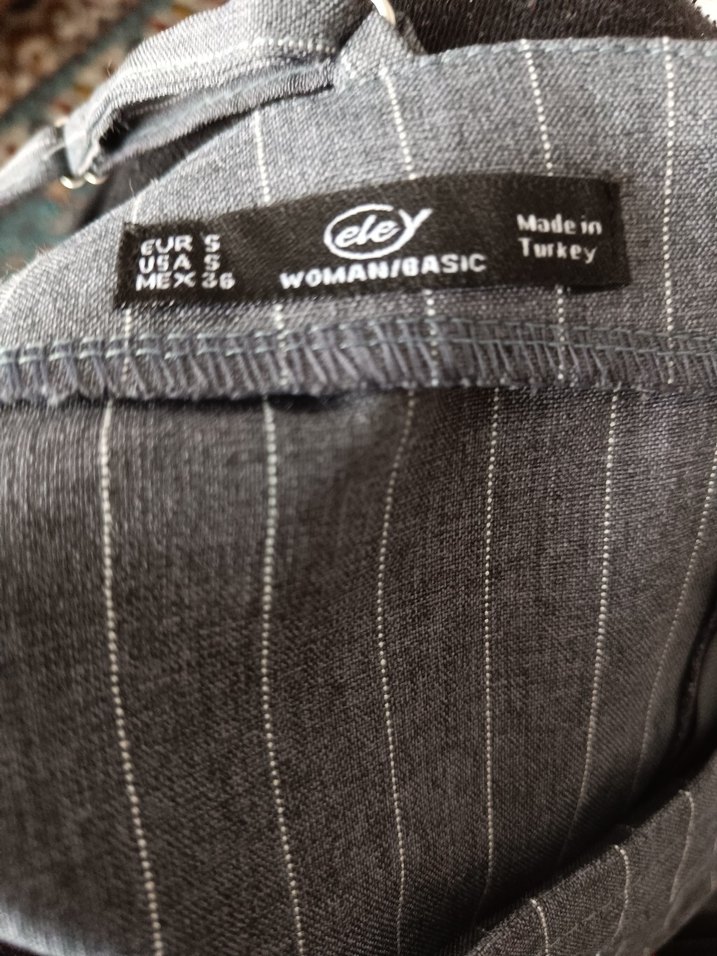 EUR S
USA S
MEX 36
eley
WOMAN/BASIC
Made in
Turkey